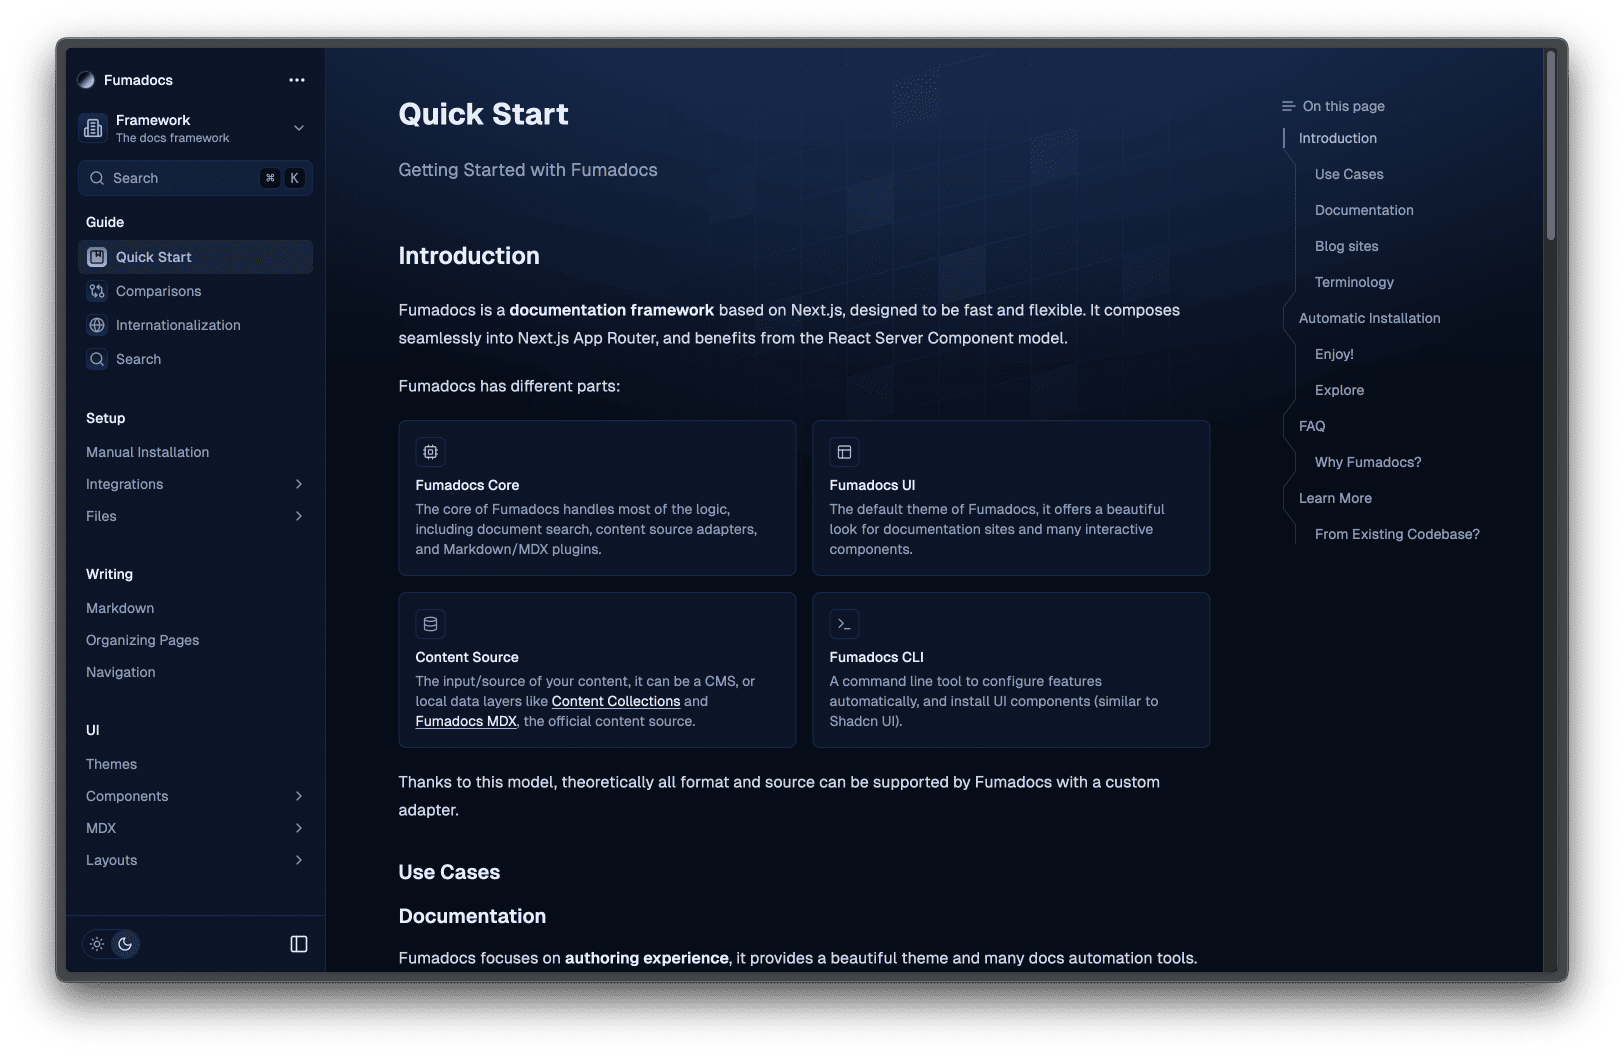 Fumadocs
Framework
The docs framework
Search ⌘ K
Guide
Quick Start
Comparisons
Internationalization
Search
Setup
Manual Installation
Integrations
Files
Writing
Markdown
Organizing Pages
Navigation
UI
Themes
Components
MDX
Layouts
Quick Start
Getting Started with Fumadocs
Introduction
Fumadocs is a documentation framework based on Next.js, designed to be fast and flexible. It composes
seamlessly into Next.js App Router, and benefits from the React Server Component model.
Fumadocs has different parts:
Fumadocs Core
The core of Fumadocs handles most of the logic,
including document search, content source adapters,
and Markdown/MDX plugins.
Fumadocs UI
The default theme of Fumadocs, it offers a beautiful
look for documentation sites and many interactive
components.
Content Source
The input/source of your content, it can be a CMS, or
local data layers like Content Collections and
Fumadocs MDX, the official content source.
Fumadocs CLI
A command line tool to configure features
automatically, and install UI components (similar to
Shadcn UI).
Thanks to this model, theoretically all format and source can be supported by Fumadocs with a custom
adapter.
Use Cases
Documentation
Fumadocs focuses on authoring experience, it provides a beautiful theme and many docs automation tools.
On this page
Introduction
Use Cases
Documentation
Blog sites
Terminology
Automatic Installation
Enjoy!
Explore
FAQ
Why Fumadocs?
Learn More
From Existing Codebase?